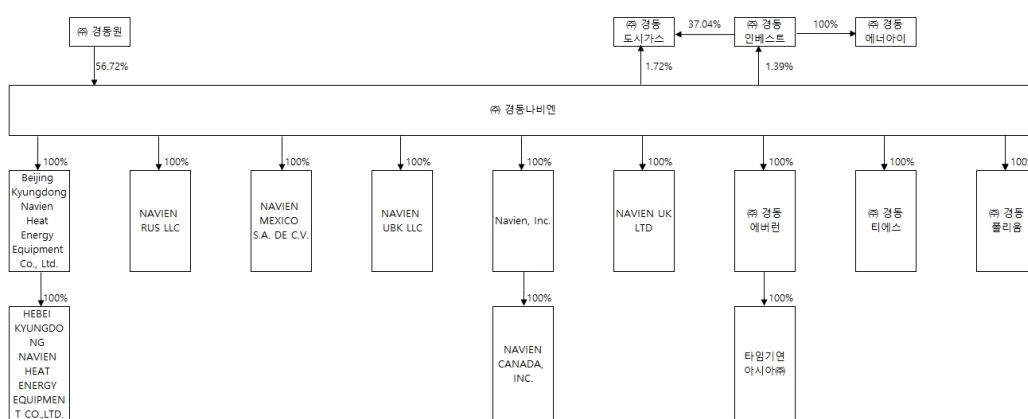 ㈜ 경동원
㈜ 경동
도시가스
37.04%
㈜ 경동
인베스트
100%
㈜ 경동
에너아이
56.72%
1.72%
1.39%
㈜ 경동나비엔
100%
100%
100%
100%
100%
100%
100%
100%
100%
Beijing
Kyungdong
Navien
Heat
Energy
Equipment
Co., Ltd.
NAVIEN
RUS LLC
NAVIEN
MEXICO
S.A. DE C.V.
NAVIEN
UBK LLC
Navien, Inc.
NAVIEN UK
LTD
㈜ 경동
에버런
㈜ 경동
티에스
㈜ 경동
폴리움
100%
100%
100%
HEBEI
KYUNGDO
NG
NAVIEN
HEAT
ENERGY
EQUIPMEN
T CO.,LTD.
NAVIEN
CANADA,
INC.
타임기연
아시아㈜